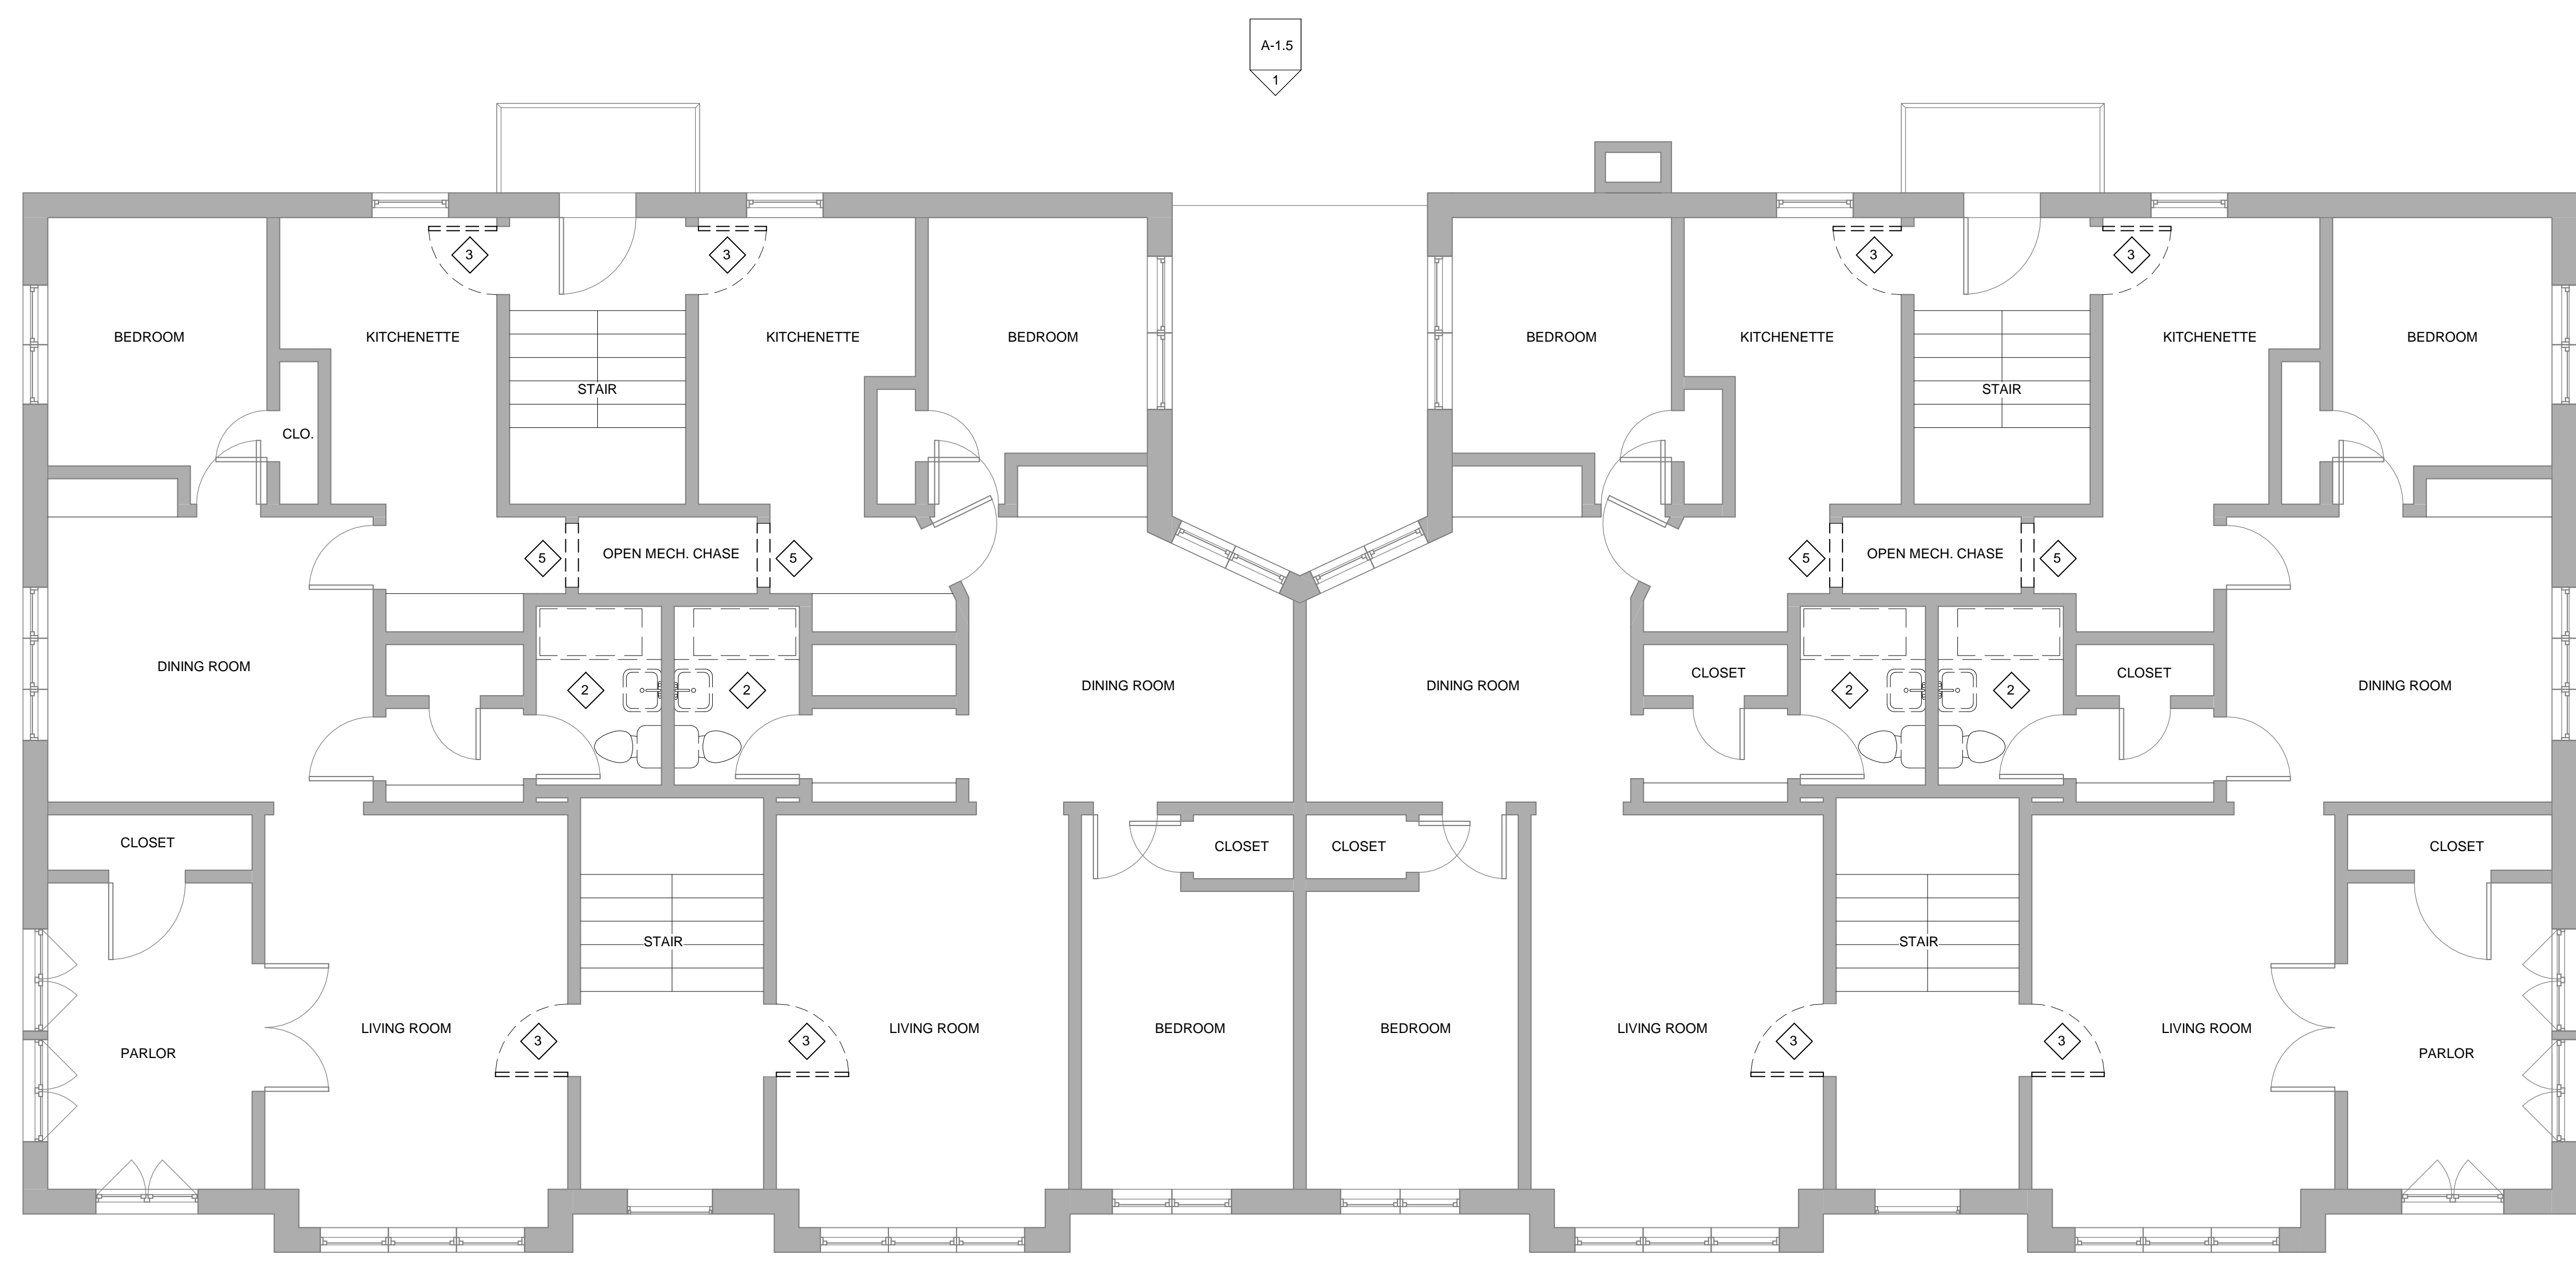 A-1.5
1
3
3
3
3
BEDROOM
KITCHENETTE
KITCHENETTE
BEDROOM
BEDROOM
KITCHENETTE
KITCHENETTE
BEDROOM
STAIR
STAIR
CLO.
5
OPEN MECH. CHASE
5
5
OPEN MECH. CHASE
5
DINING ROOM
CLOSET
CLOSET
2
2
DINING ROOM
DINING ROOM
2
2
DINING ROOM
CLOSET
CLOSET
CLOSET
CLOSET
STAIR
STAIR
LIVING ROOM
LIVING ROOM
BEDROOM
BEDROOM
LIVING ROOM
LIVING ROOM
3
3
3
3
PARLOR
PARLOR